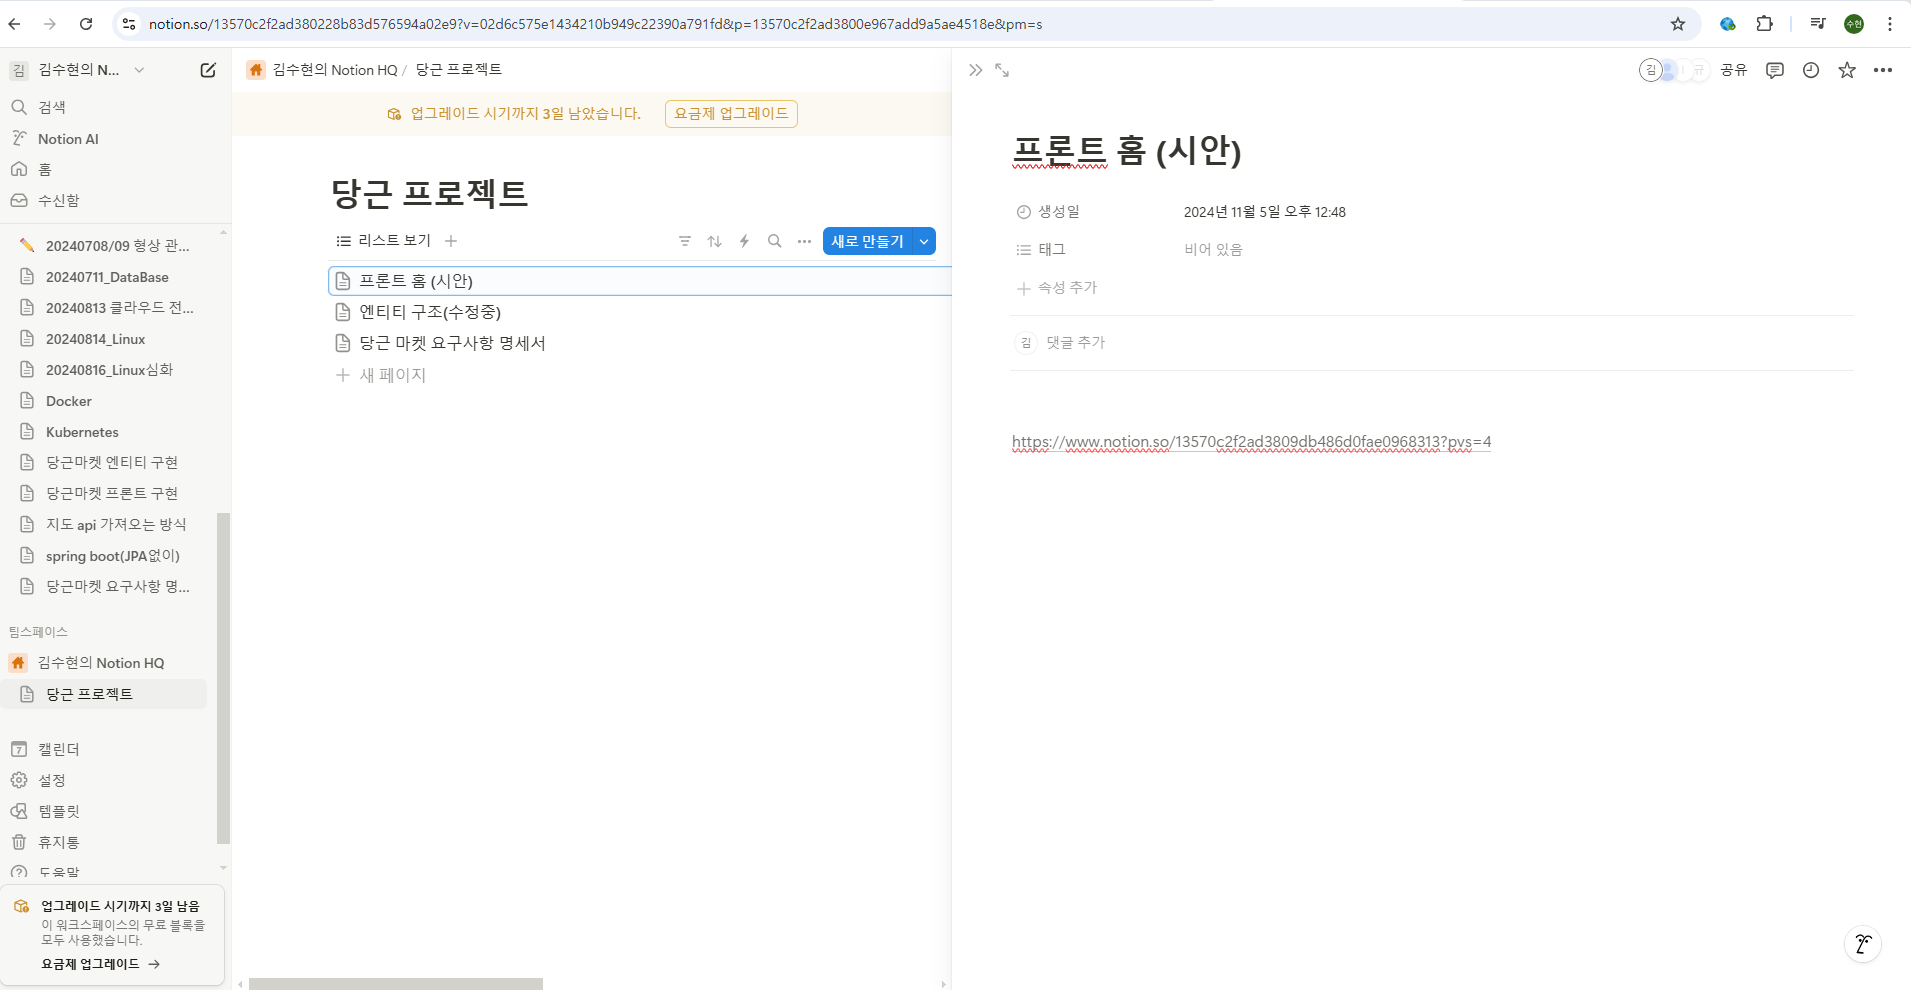 notion.so/13570c2f2ad380228b83d576594a02e9?v=02d6c575e1434210b949c22390a791fd&p=13570c2f2ad3800e967add9a5ae4518e&pm=s
수현
김 김수현의 N...
검색
Notion AI
홈
수신함
20240708/09 형상 관...
20240711_DataBase
20240813 클라우드 전...
20240814_Linux
20240816_Linux심화
Docker
Kubernetes
당근마켓 엔티티 구현
당근마켓 프론트 구현
지도 api 가져오는 방식
spring boot(JPA없이)
당근마켓 요구사항 명...
팀스페이스
김수현의 Notion HQ
당근 프로젝트
7 캘린더
설정
템플릿
휴지통
도움말
업그레이드 시기까지 3일 남음
이 워크스페이스의 무료 블록을
모두 사용했습니다.
요금제 업그레이드 →
김수현의 Notion HQ / 당근 프로젝트
업그레이드 시기까지 3일 남았습니다. 요금제 업그레이드
당근 프로젝트
리스트 보기
새로 만들기
프론트 홈 (시안)
엔티티 구조(수정중)
당근 마켓 요구사항 명세서
새 페이지
김 규 공유
프론트 홈 (시안)
생성일 2024년 11월 5일 오후 12:48
태그 비어 있음
속성 추가
김 댓글 추가
https://www.notion.so/13570c2f2ad3809db486d0fae0968313?pvs=4